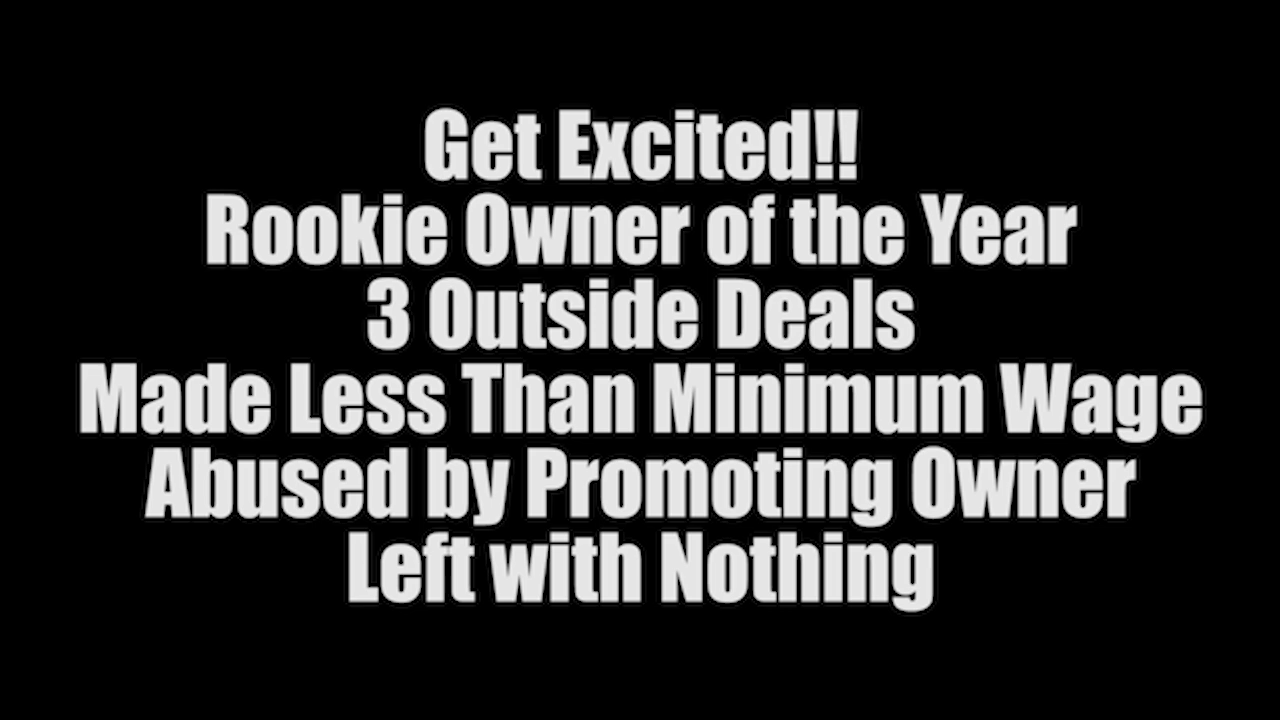 Get Excited!!
Rookie Owner of the Year
3 Outside Deals
Made Less Than Minimum Wage
Abused by Promoting Owner
Left with Nothing